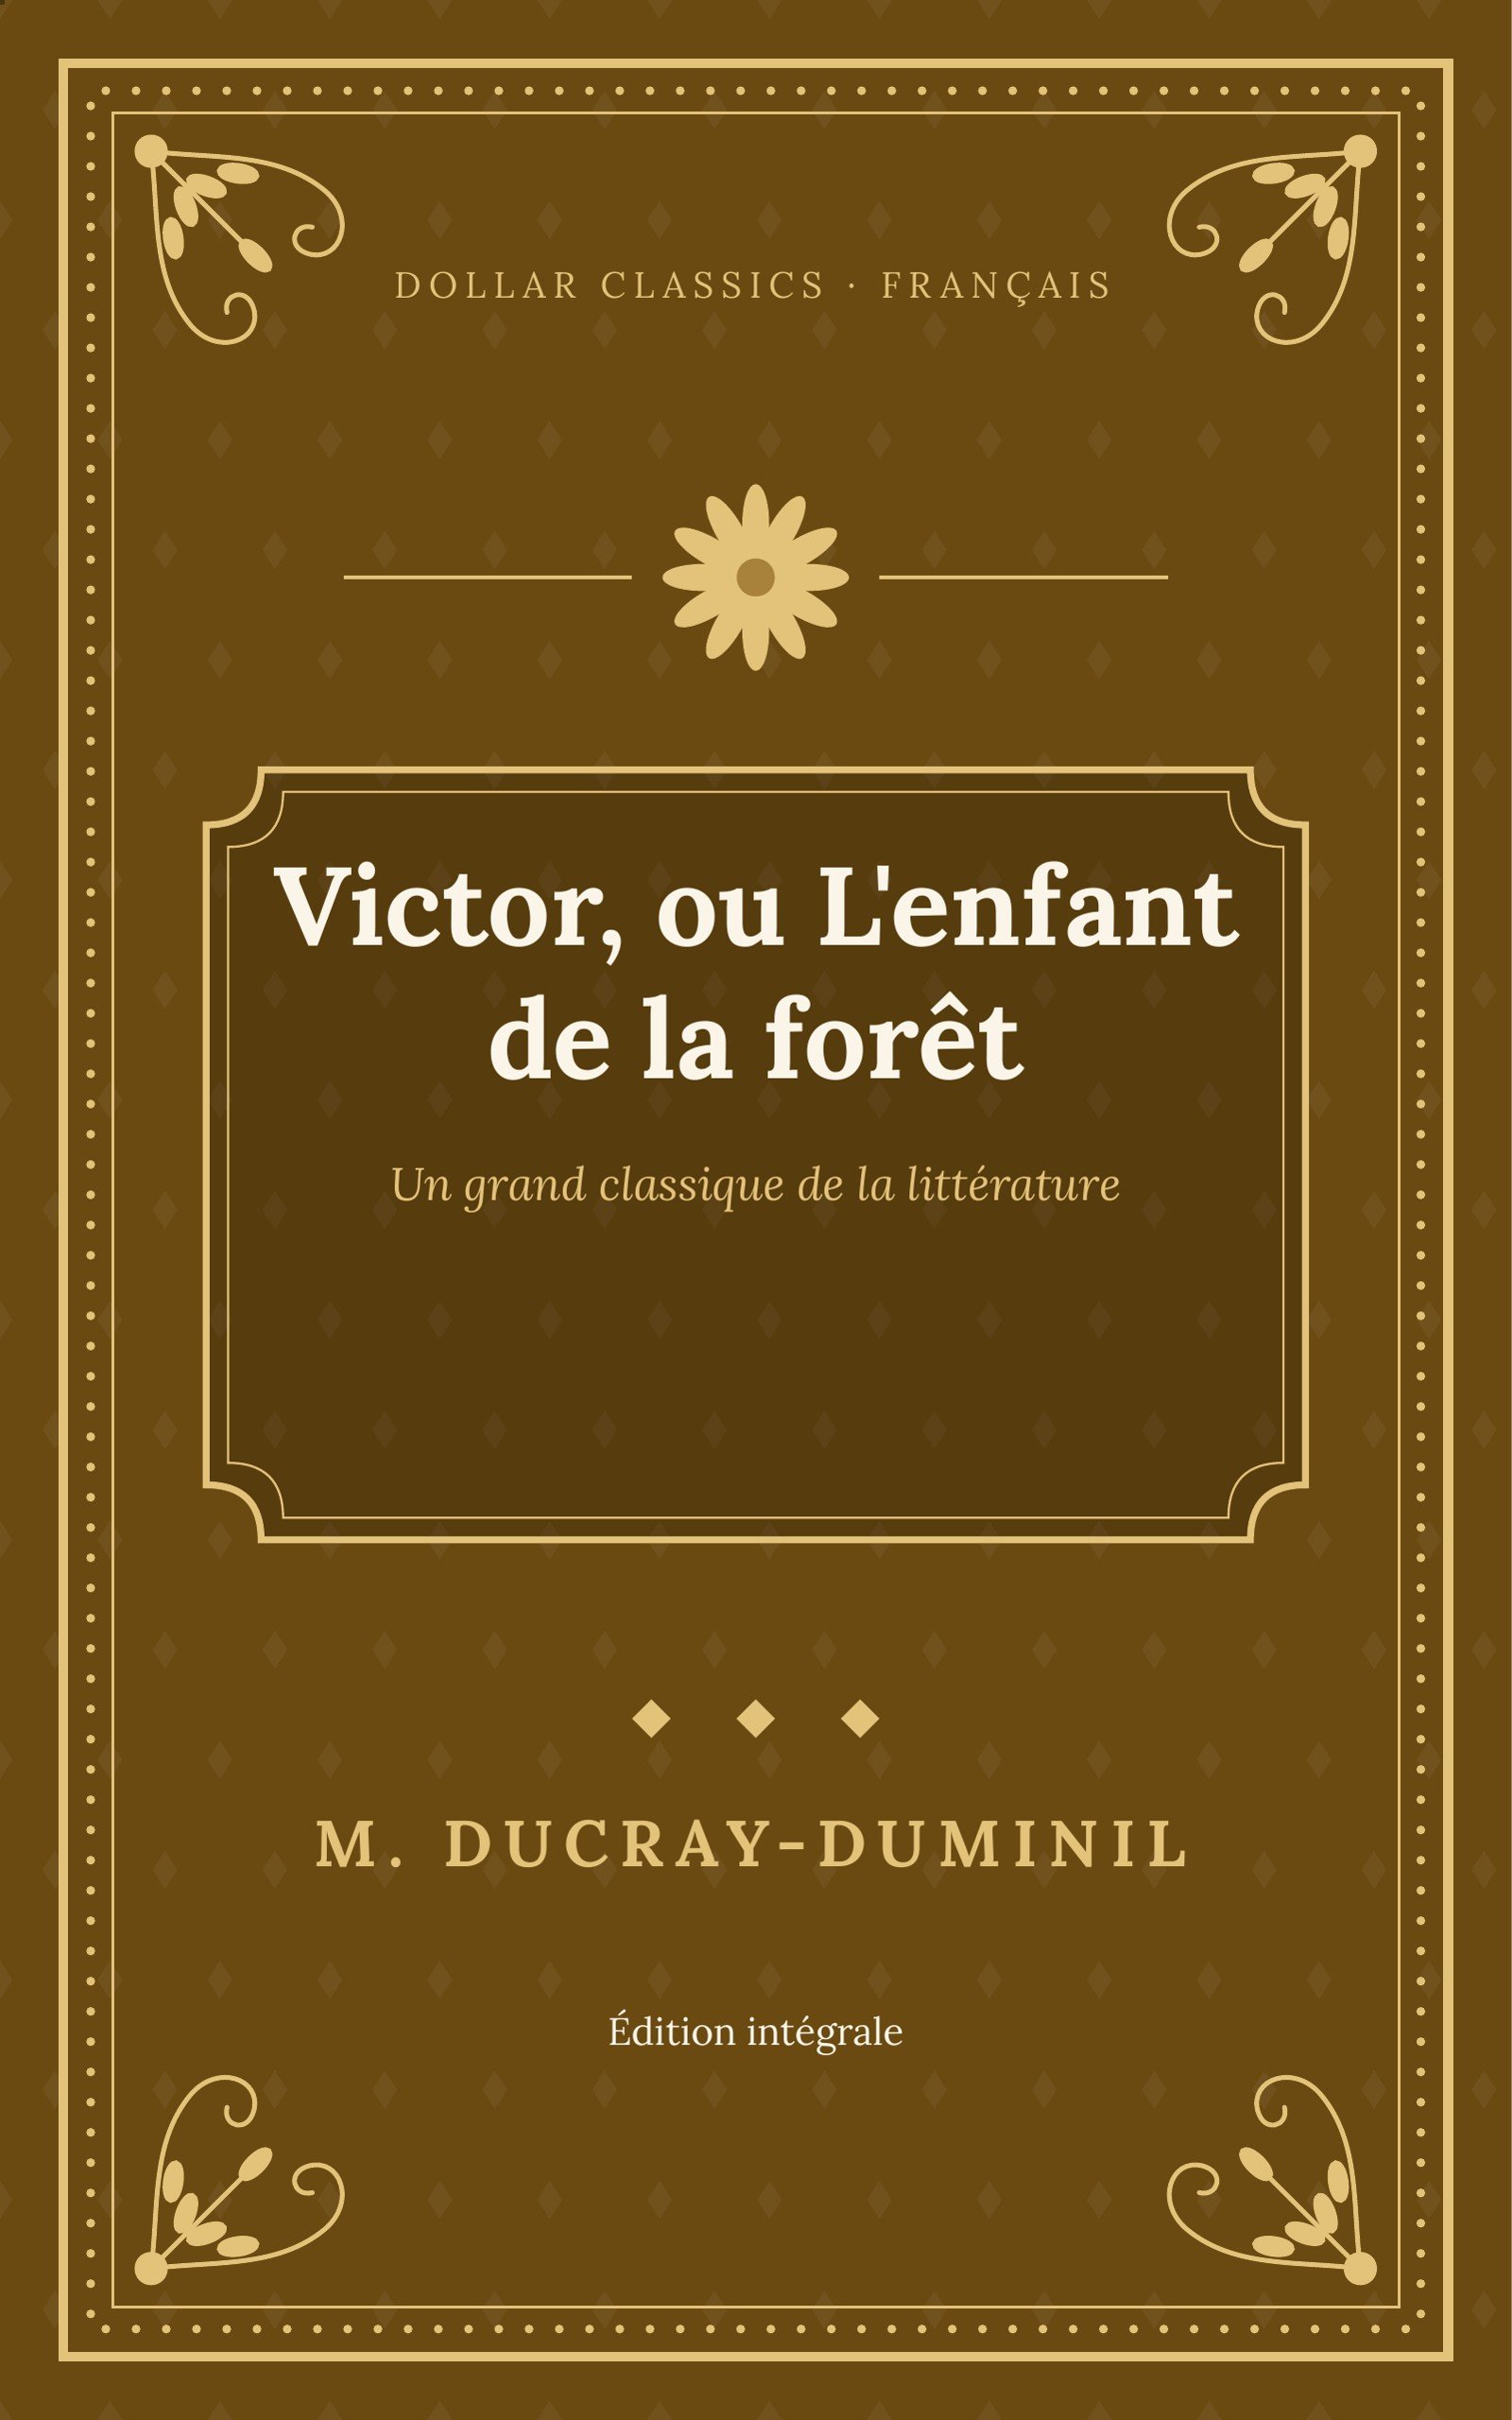 DOLLAR CLASSICS · FRANÇAIS
Victor, ou L'enfant
de la forêt
Un grand classique de la littérature
M. DUCRAY-DUMINIL
Édition intégrale